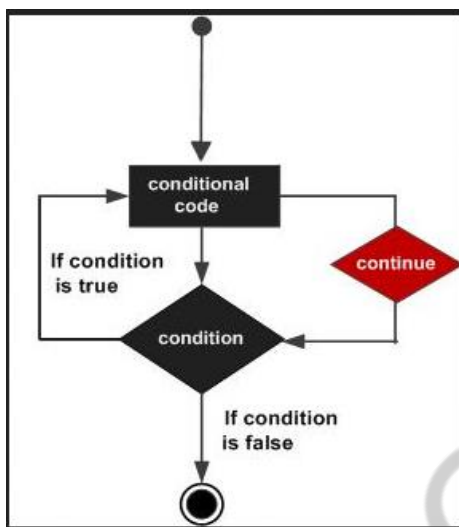 conditional
code
If condition
is true
continue
condition
If condition
is false